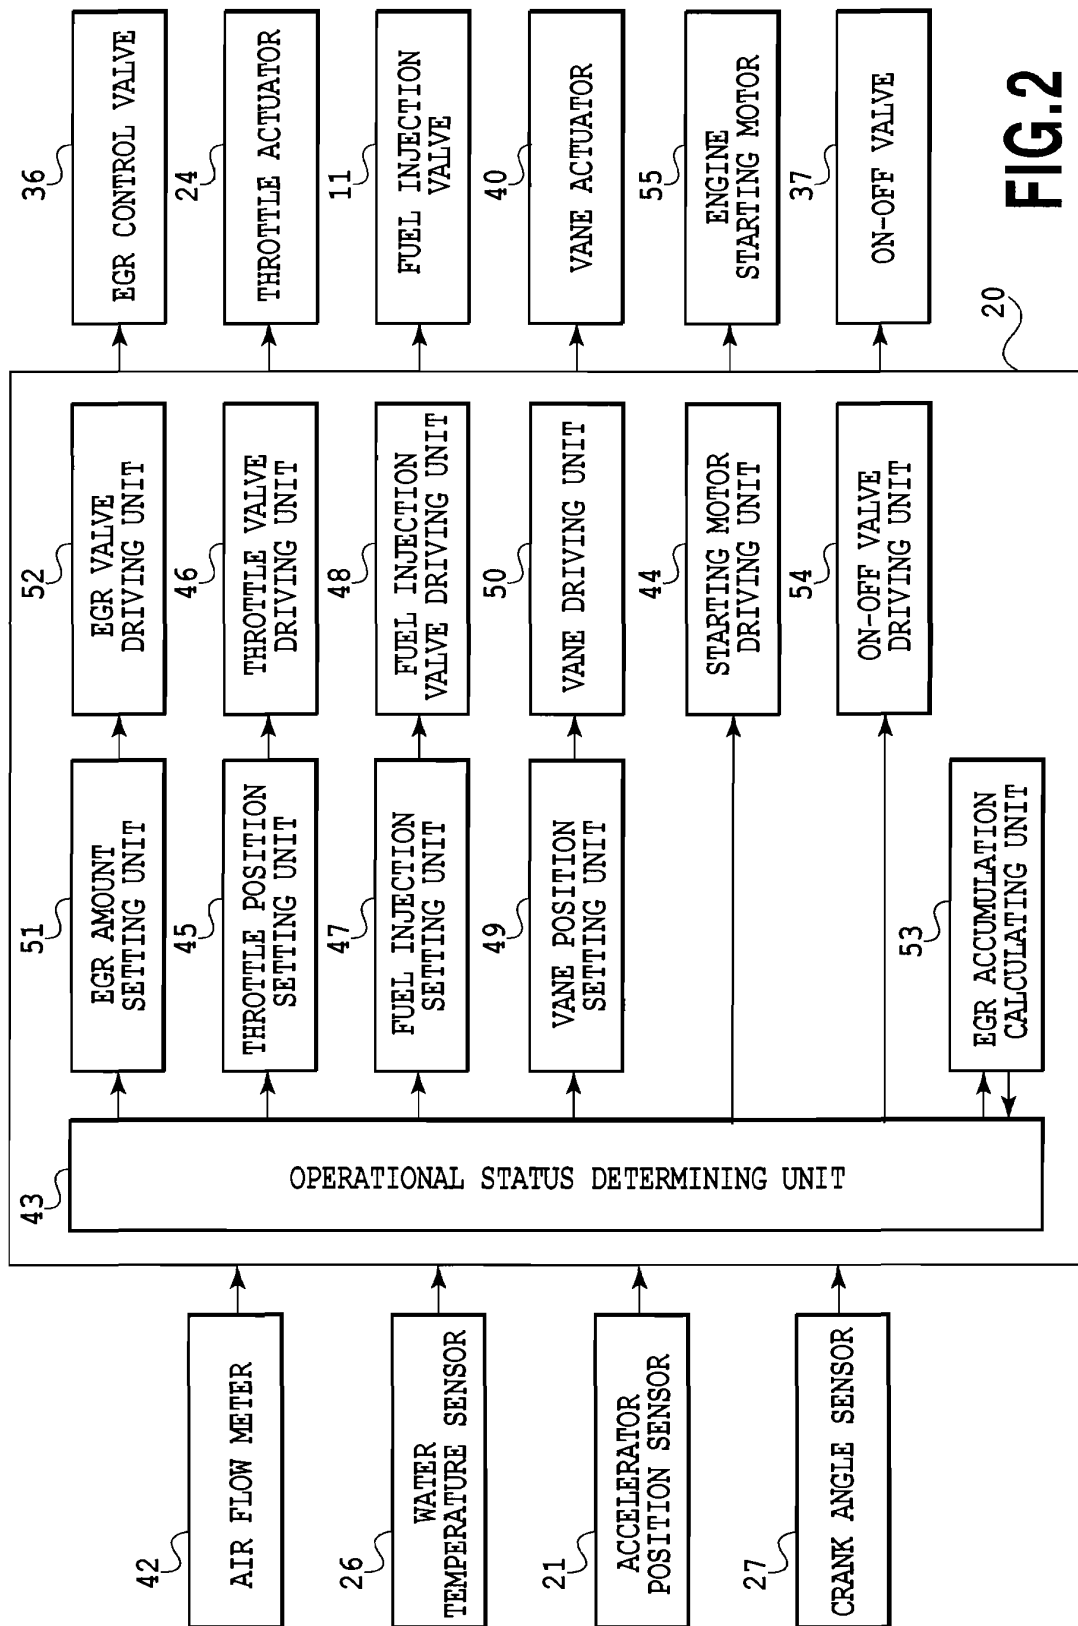 42
AIR FLOW METER
26
WATER
TEMPERATURE SENSOR
21
ACCELERATOR
POSITION SENSOR
27
CRANK ANGLE SENSOR
43
OPERATIONAL STATUS DETERMINING UNIT
51
EGR AMOUNT
SETTING UNIT
45
THROTTLE POSITION
SETTING UNIT
47
FUEL INJECTION
SETTING UNIT
49
VANE POSITION
SETTING UNIT
53
EGR ACCUMULATION
CALCULATING UNIT
52
EGR VALVE
DRIVING UNIT
46
THROTTLE VALVE
DRIVING UNIT
48
FUEL INJECTION
VALVE DRIVING UNIT
50
VANE DRIVING UNIT
44
STARTING MOTOR
DRIVING UNIT
54
ON-OFF VALVE
DRIVING UNIT
20
36
EGR CONTROL VALVE
24
THROTTLE ACTUATOR
11
FUEL INJECTION
VALVE
40
VANE ACTUATOR
55
ENGINE
STARTING MOTOR
37
ON-OFF VALVE
FIG.2